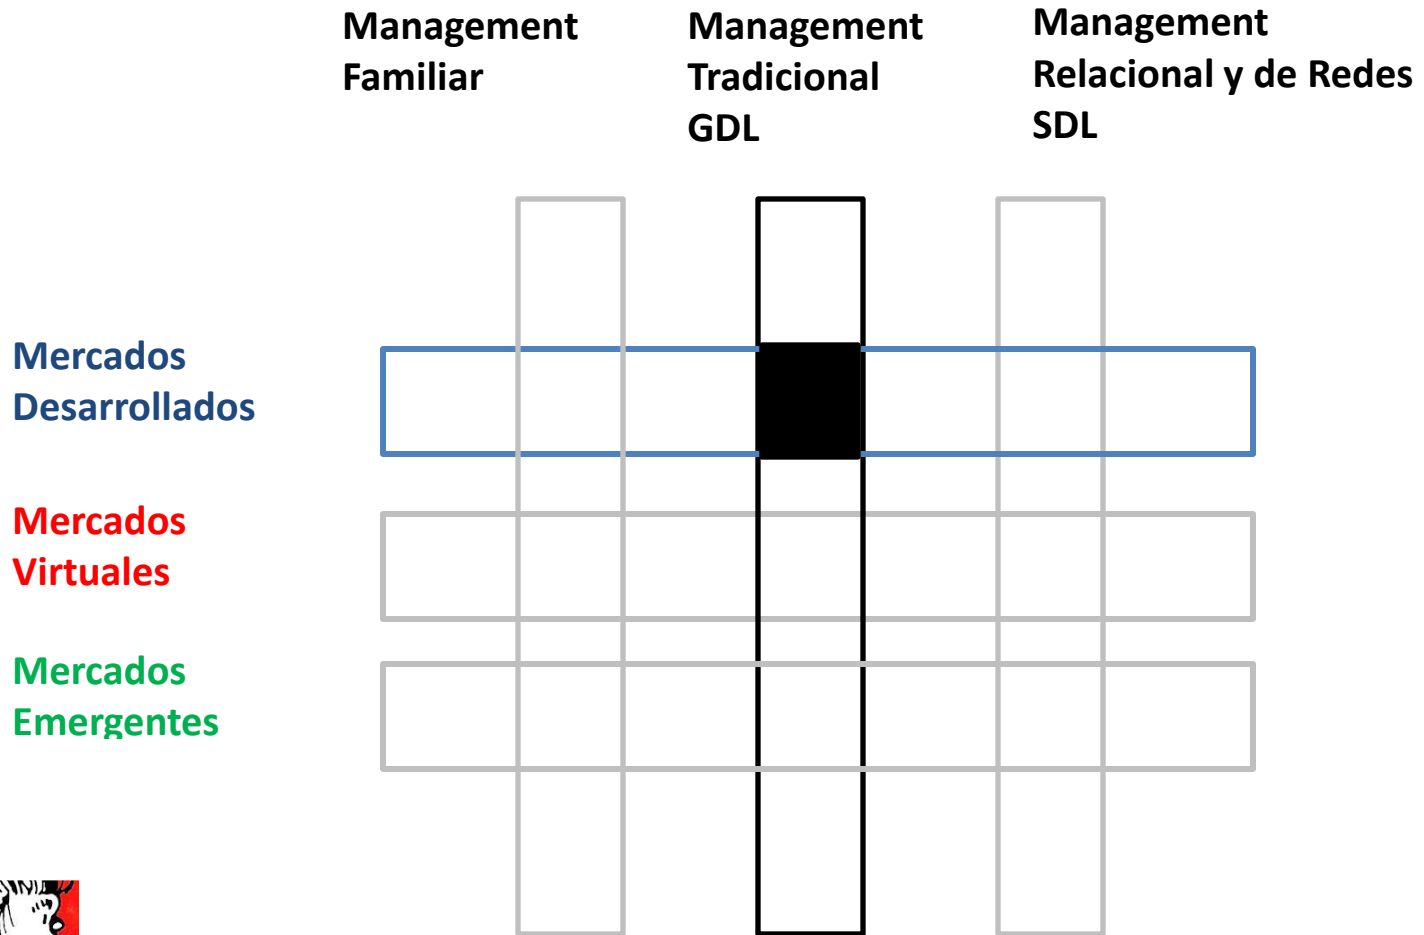 Management
Familiar
Management
Tradicional
GDL
Management
Relacional y de Redes
SDL
Mercados
Desarrollados
Mercados
Virtuales
Mercados
Emergentes